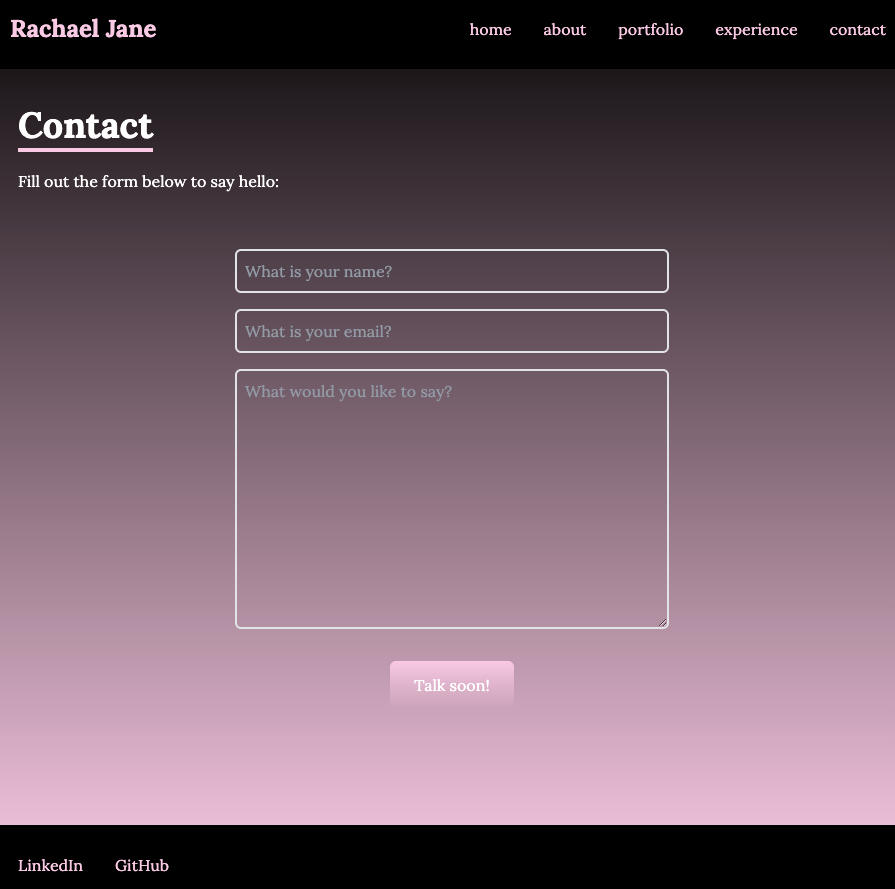 Rachael Jane
home about portfolio experience contact
Contact
Fill out the form below to say hello:
What is your name?
What is your email?
What would you like to say?
Talk soon!
LinkedIn GitHub